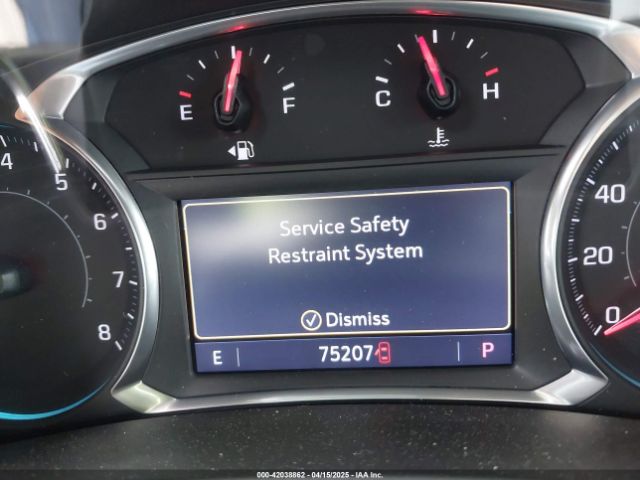 E F C H
4 5 6 7 8
Service Safety
Restraint System
Dismiss
E 75207 P
40 20 0
000-42038862 04/15/2025 IAA Inc.